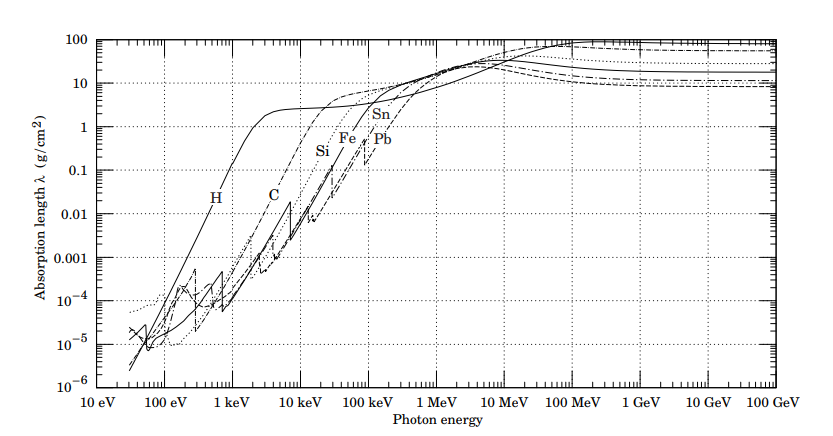 100
10
1
0.1
0.01
0.001
10⁻⁴
10⁻⁵
10⁻⁶
Absorption length λ (g/cm²)
H
C
Si
Fe
Sn
Pb
10 eV 100 eV 1 keV 10 keV 100 keV 1 MeV 10 MeV 100 MeV 1 GeV 10 GeV 100 GeV
Photon energy